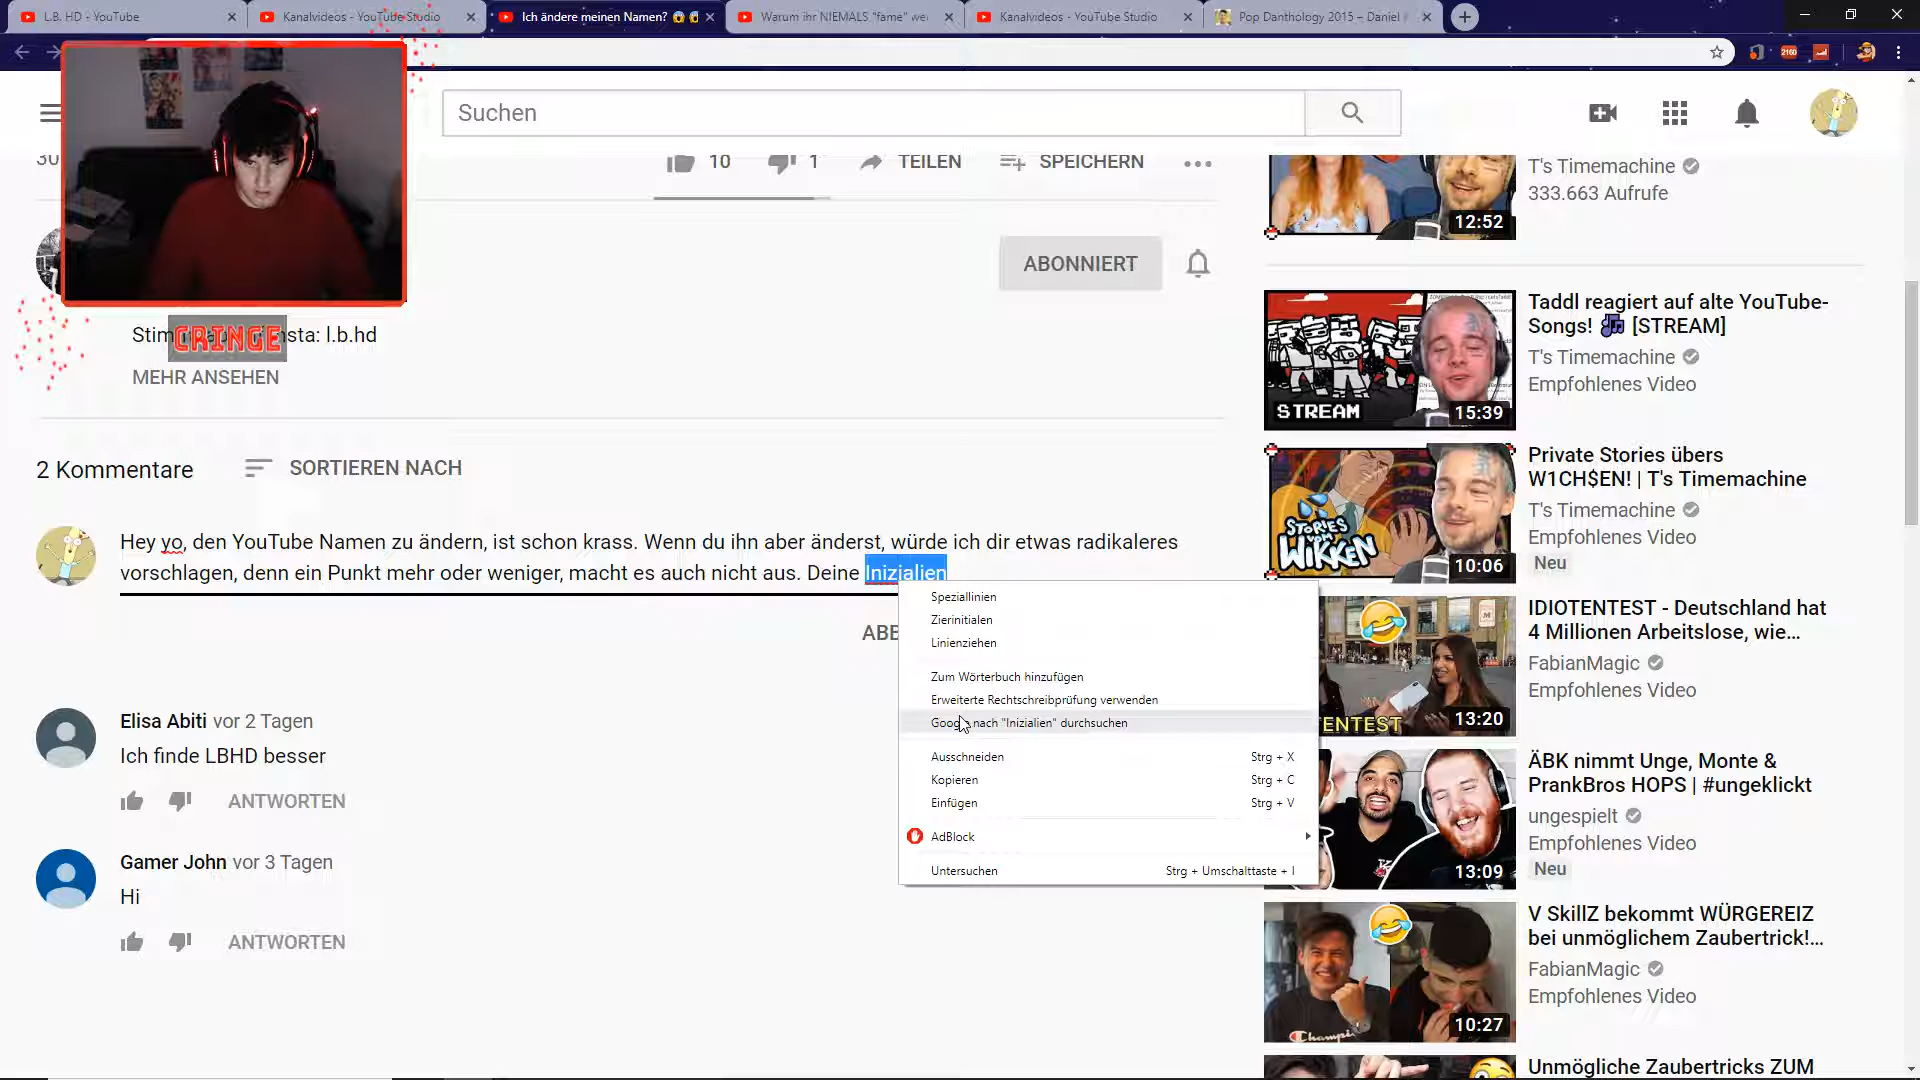 L.B. HD - YouTube
Kanalvideos - YouTube Studio
Ich ändere meinen Namen? 😱
Warum ihr NIEMALS "fame" we
Kanalvideos - YouTube Studio
Pop Danthology 2015 – Daniel
2160
Suchen
10
1
TEILEN
SPEICHERN
ABONNIERT
CRINGE
nsta: l.b.hd
MEHR ANSEHEN
2 Kommentare
SORTIEREN NACH
Hey yo, den YouTube Namen zu ändern, ist schon krass. Wenn du ihn aber änderst, würde ich dir etwas radikaleres
vorschlagen, denn ein Punkt mehr oder weniger, macht es auch nicht aus. Deine Inizialien
ABB
Speziallinien
Zierinitialen
Linienziehen
Zum Wörterbuch hinzufügen
Erweiterte Rechtschreibprüfung verwenden
Google nach "Inizialien" durchsuchen
Ausschneiden Strg + X
Kopieren Strg + C
Einfügen Strg + V
AdBlock
Untersuchen Strg + Umschalttaste + I
Elisa Abiti vor 2 Tagen
Ich finde LBHD besser
ANTWORTEN
Gamer John vor 3 Tagen
Hi
ANTWORTEN
12:52
T's Timemachine
333.663 Aufrufe
STREAM
15:39
Taddl reagiert auf alte YouTube-
Songs! 🎶 [STREAM]
T's Timemachine
Empfohlenes Video
STORIES
VOM
WiKKEN
10:06
Private Stories übers
W1CH$EN! | T's Timemachine
T's Timemachine
Empfohlenes Video
Neu
ENTEST
13:20
IDIOTENTEST - Deutschland hat
4 Millionen Arbeitslose, wie...
FabianMagic
Empfohlenes Video
13:09
ÄBK nimmt Unge, Monte &
PrankBros HOPS | #ungeklickt
ungespielt
Empfohlenes Video
Neu
Champi
10:27
V SkillZ bekommt WÜRGEREIZ
bei unmöglichem Zaubertrick!...
FabianMagic
Empfohlenes Video
Unmögliche Zaubertricks ZUM